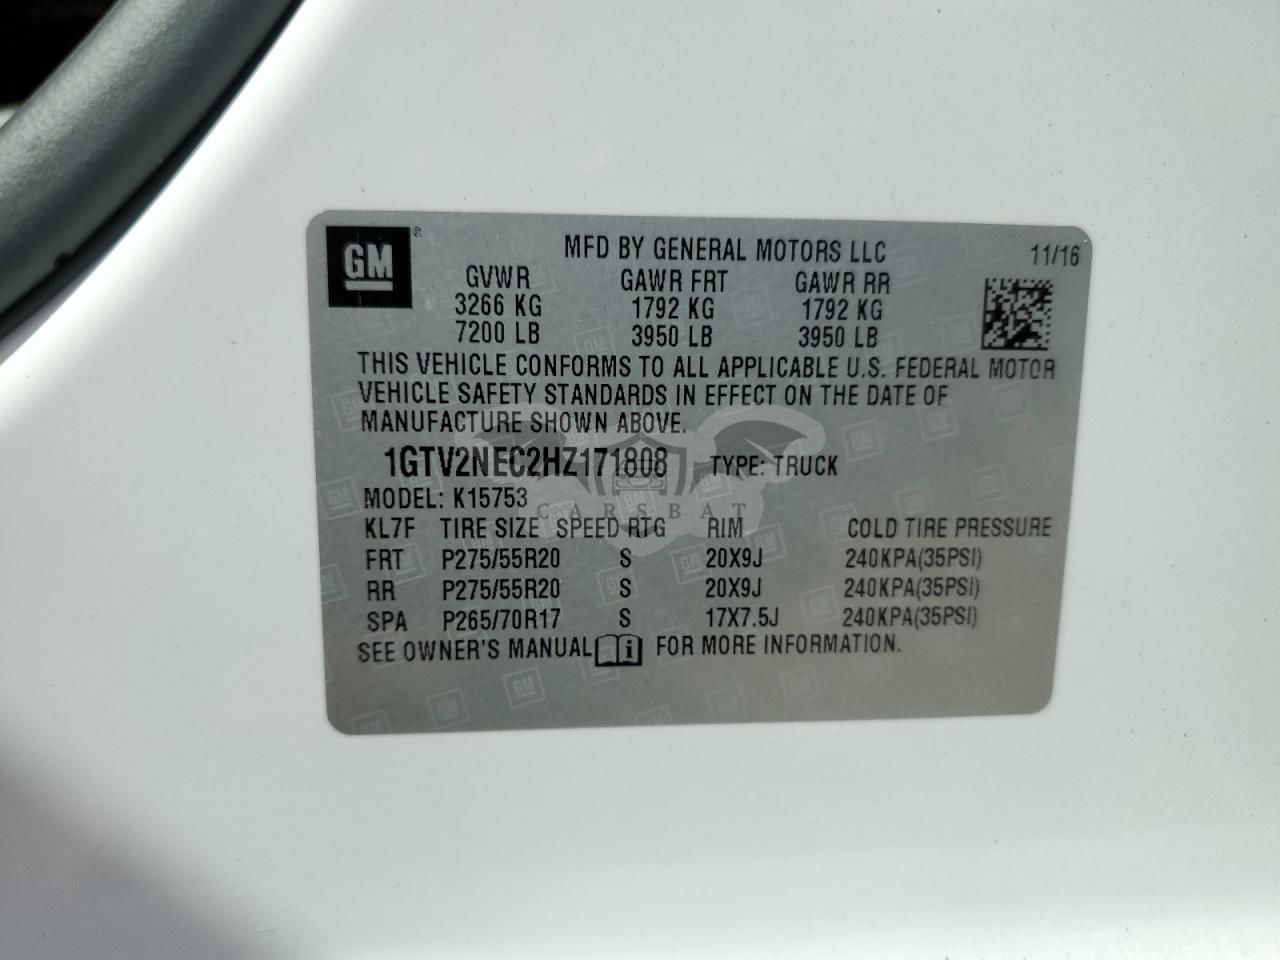 GM ®
MFD BY GENERAL MOTORS LLC 11/16
GVWR GAWR FRT GAWR RR
3266 KG 1792 KG 1792 KG
7200 LB 3950 LB 3950 LB
THIS VEHICLE CONFORMS TO ALL APPLICABLE U.S. FEDERAL MOTOR
VEHICLE SAFETY STANDARDS IN EFFECT ON THE DATE OF
MANUFACTURE SHOWN ABOVE.
1GTV2NEC2HZ171808 TYPE: TRUCK
MODEL: K15753
CARSBAT
KL7F TIRE SIZE SPEED RTG RIM COLD TIRE PRESSURE
FRT P275/55R20 S 20X9J 240KPA(35PSI)
RR P275/55R20 S 20X9J 240KPA(35PSI)
SPA P265/70R17 S 17X7.5J 240KPA(35PSI)
SEE OWNER'S MANUAL i FOR MORE INFORMATION.